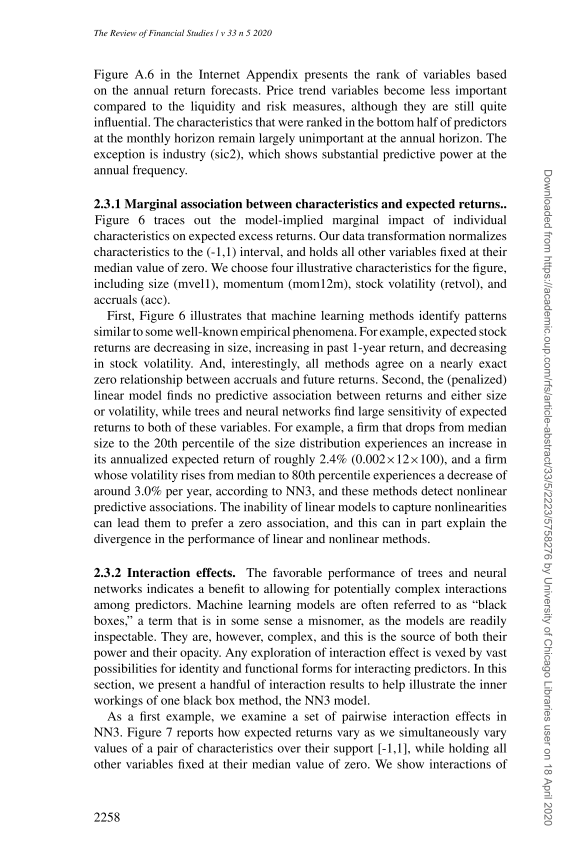 The Review of Financial Studies / v 33 n 5 2020
Figure A.6 in the Internet Appendix presents the rank of variables based
on the annual return forecasts. Price trend variables become less important
compared to the liquidity and risk measures, although they are still quite
influential. The characteristics that were ranked in the bottom half of predictors
at the monthly horizon remain largely unimportant at the annual horizon. The
exception is industry (sic2), which shows substantial predictive power at the
annual frequency.
2.3.1 Marginal association between characteristics and expected returns..
Figure 6 traces out the model-implied marginal impact of individual
characteristics on expected excess returns. Our data transformation normalizes
characteristics to the (-1,1) interval, and holds all other variables fixed at their
median value of zero. We choose four illustrative characteristics for the figure,
including size (mvel1), momentum (mom12m), stock volatility (retvol), and
accruals (acc).
First, Figure 6 illustrates that machine learning methods identify patterns
similar to some well-known empirical phenomena. For example, expected stock
returns are decreasing in size, increasing in past 1-year return, and decreasing
in stock volatility. And, interestingly, all methods agree on a nearly exact
zero relationship between accruals and future returns. Second, the (penalized)
linear model finds no predictive association between returns and either size
or volatility, while trees and neural networks find large sensitivity of expected
returns to both of these variables. For example, a firm that drops from median
size to the 20th percentile of the size distribution experiences an increase in
its annualized expected return of roughly 2.4% (0.002×12×100), and a firm
whose volatility rises from median to 80th percentile experiences a decrease of
around 3.0% per year, according to NN3, and these methods detect nonlinear
predictive associations. The inability of linear models to capture nonlinearities
can lead them to prefer a zero association, and this can in part explain the
divergence in the performance of linear and nonlinear methods.
2.3.2 Interaction effects. The favorable performance of trees and neural
networks indicates a benefit to allowing for potentially complex interactions
among predictors. Machine learning models are often referred to as “black
boxes,” a term that is in some sense a misnomer, as the models are readily
inspectable. They are, however, complex, and this is the source of both their
power and their opacity. Any exploration of interaction effect is vexed by vast
possibilities for identity and functional forms for interacting predictors. In this
section, we present a handful of interaction results to help illustrate the inner
workings of one black box method, the NN3 model.
As a first example, we examine a set of pairwise interaction effects in
NN3. Figure 7 reports how expected returns vary as we simultaneously vary
values of a pair of characteristics over their support [-1,1], while holding all
other variables fixed at their median value of zero. We show interactions of
2258
Downloaded from https://academic.oup.com/rfs/article-abstract/33/5/2223/5758276 by University of Chicago Libraries user on 18 April 2020